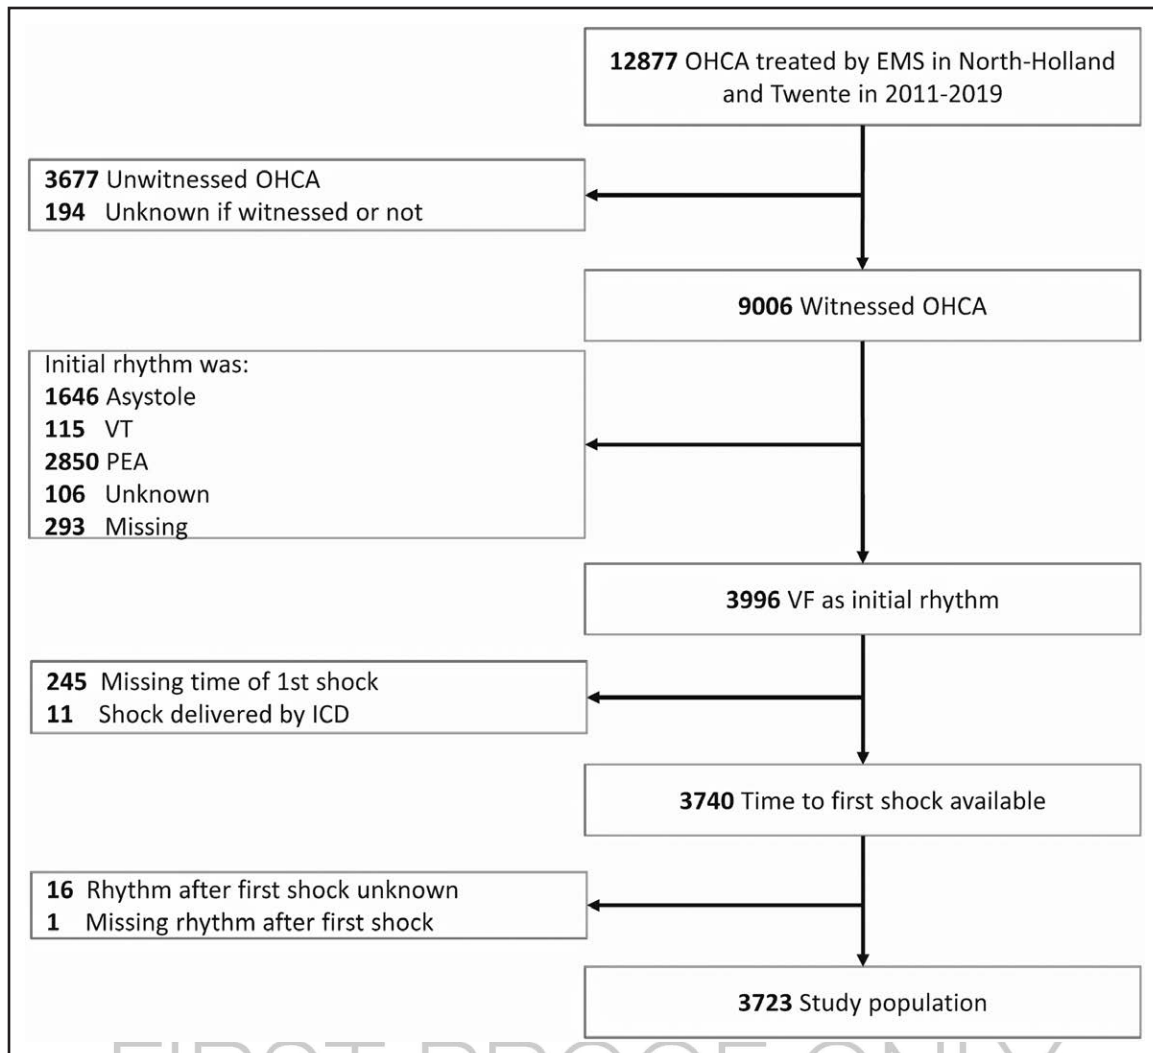 12877 OHCA treated by EMS in North-Holland
and Twente in 2011-2019
3677 Unwitnessed OHCA
194 Unknown if witnessed or not
9006 Witnessed OHCA
Initial rhythm was:
1646 Asystole
115 VT
2850 PEA
106 Unknown
293 Missing
3996 VF as initial rhythm
245 Missing time of 1st shock
11 Shock delivered by ICD
3740 Time to first shock available
16 Rhythm after first shock unknown
1 Missing rhythm after first shock
3723 Study population
FIRST PROOF ONLY